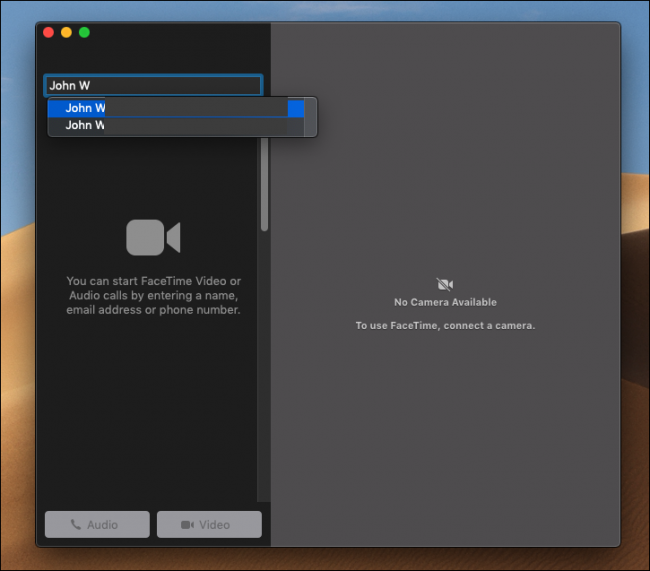 John W
John W
John W
You can start FaceTime Video or
Audio calls by entering a name,
email address or phone number.
No Camera Available
To use FaceTime, connect a camera.
Audio
Video